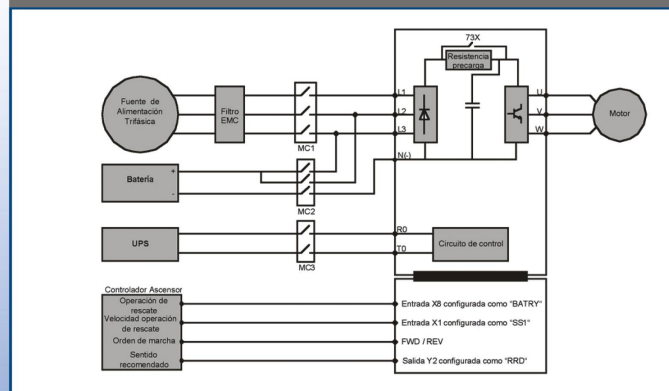 73X
Resistencia
precarga
Fuente de
Alimentación
Trifásica
Filtro
EMC
MC1
L1
L2
L3
N(-)
U
V
W
Motor
Batería
+
-
MC2
UPS
MC3
R0
T0
Circuito de control
Controlador Ascensor
Operación de
rescate
Velocidad operación
de rescate
Orden de marcha
Sentido
recomendado
Entrada X8 configurada como "BATRY"
Entrada X1 configurada como "SS1"
FWD / REV
Salida Y2 configurada como "RRD"